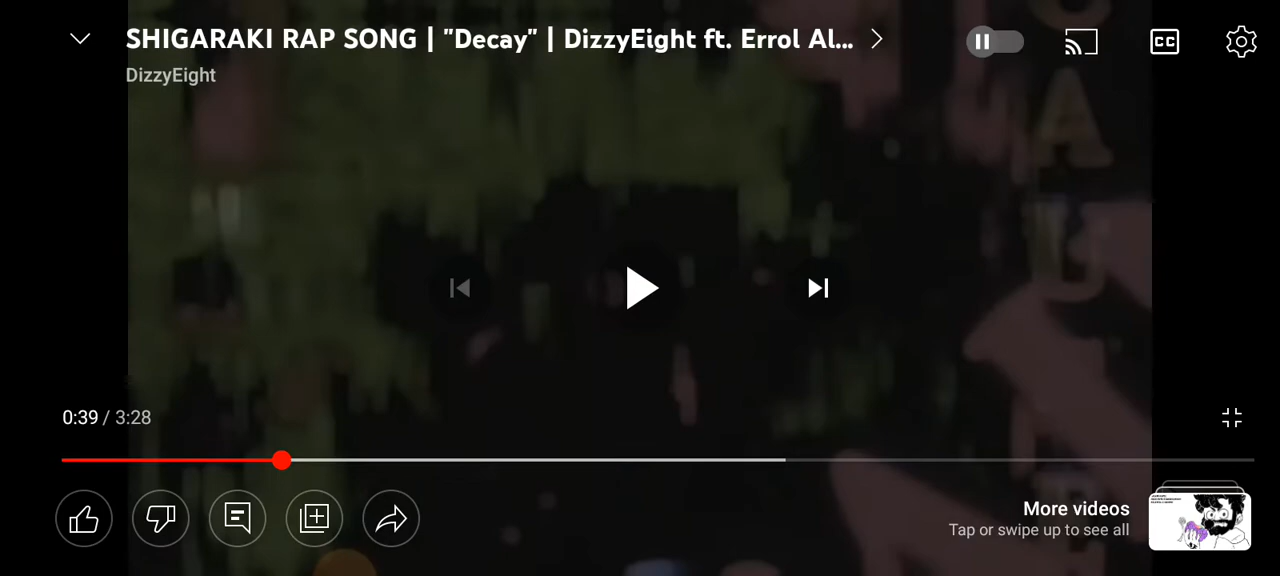 SHIGARAKI RAP SONG | "Decay" | DizzyEight ft. Errol Al...
DizzyEight
CC
A
0:39 / 3:28
More videos
Tap or swipe up to see all